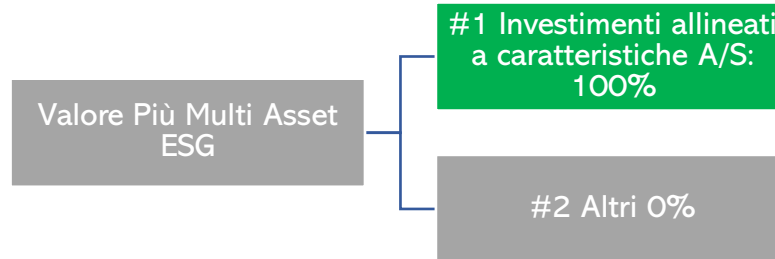 #1 Investimenti allineati
a caratteristiche A/S:
100%
Valore Più Multi Asset
ESG
#2 Altri 0%